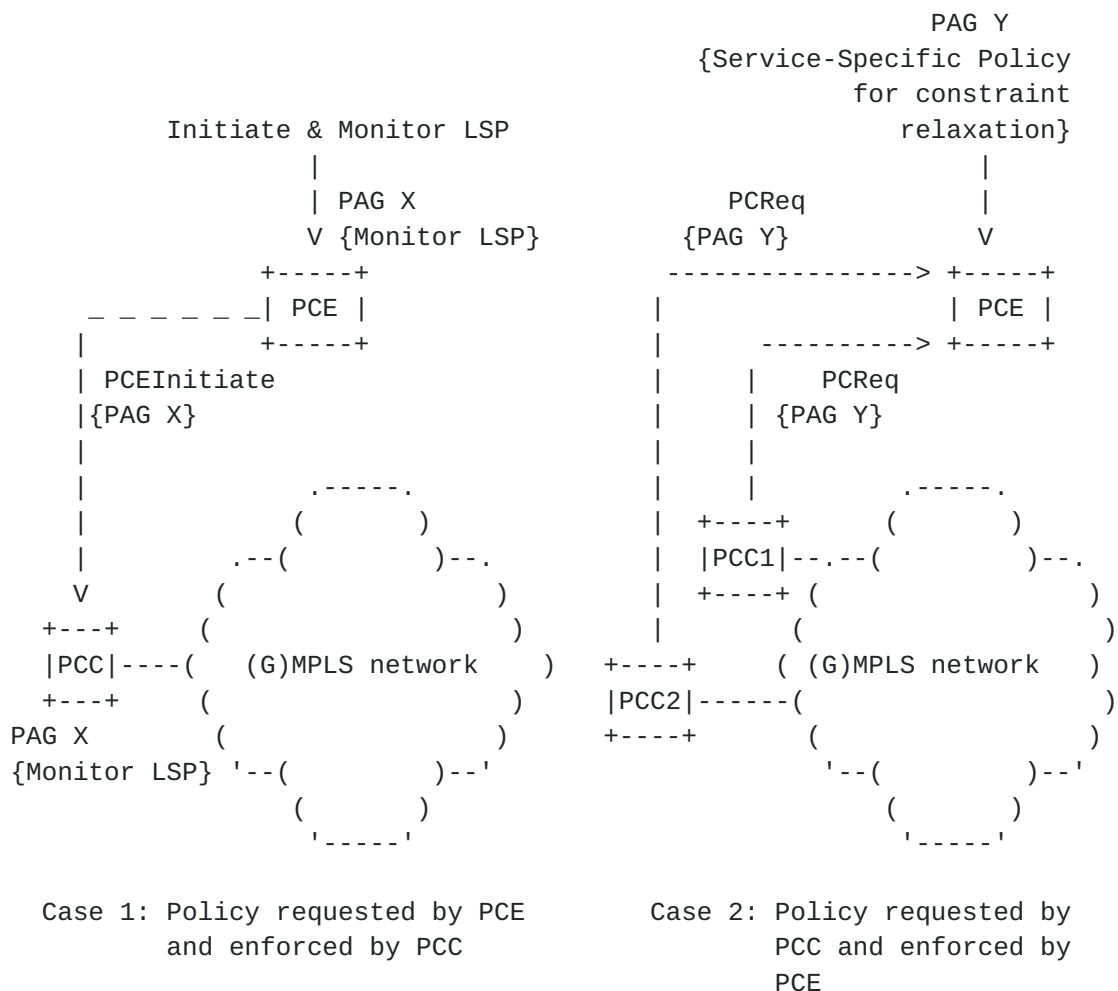 PAG Y
                                            {Service-Specific Policy
                                                      for constraint
          Initiate & Monitor LSP                         relaxation}
                   |                                          |
                   | PAG X                    PCReq           |
                   V {Monitor LSP}         {PAG Y}            V
                +-----+                   ----------------> +-----+
     _ _ _ _ _ _| PCE |                  |                  | PCE |
    |           +-----+                  |      ----------> +-----+
    | PCEInitiate                        |     |    PCReq
    |{PAG X}                             |     | {PAG Y}
    |                                    |     |
    |              .-----.               |     |         .-----.
    |             (       )              |  +----+      (       )
    |         .--(         )--.          |  |PCC1|--.--(         )--.
    V        (                 )         |  +----+ (                 )
  +---+     (                   )        |        (                   )
  |PCC|----(   (G)MPLS network    )   +----+     ( (G)MPLS network   )
  +---+     (                   )     |PCC2|------(                   )
PAG X        (                 )      +----+       (                 )
{Monitor LSP} '--(         )--'                     '--(         )--'
                  (       )                             (       )
                   '-----'                               '-----'
  Case 1: Policy requested by PCE        Case 2: Policy requested by
          and enforced by PCC                    PCC and enforced by
                                                 PCE